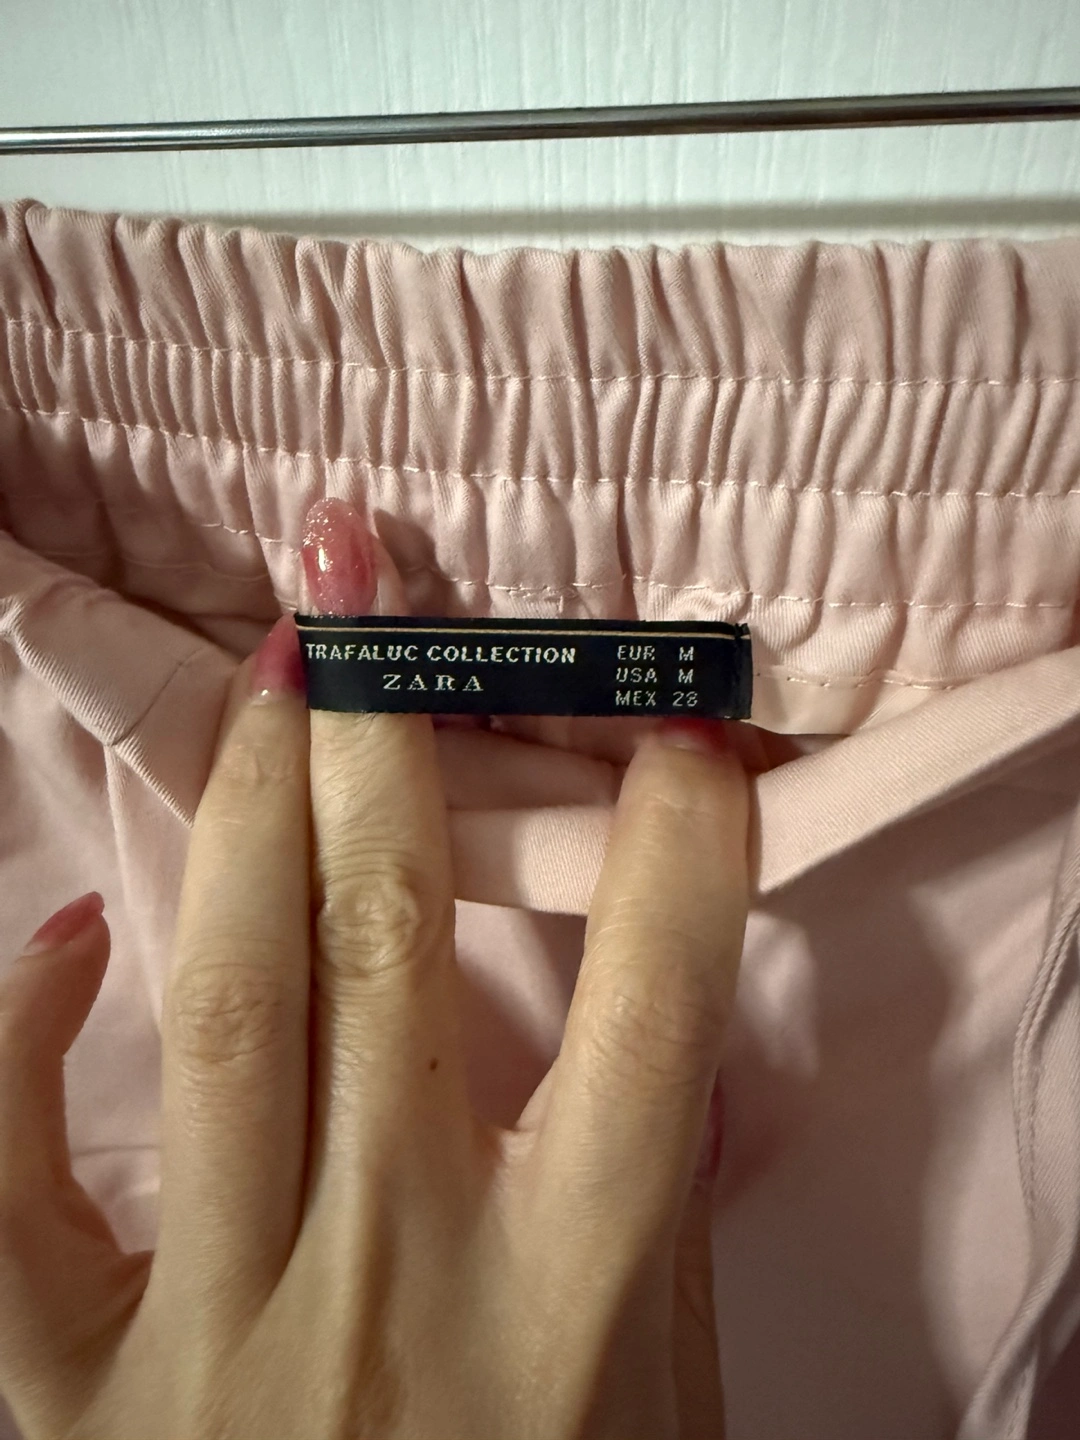 TRAFALUC COLLECTION
ZARA
EUR M
USA M
MEX 28